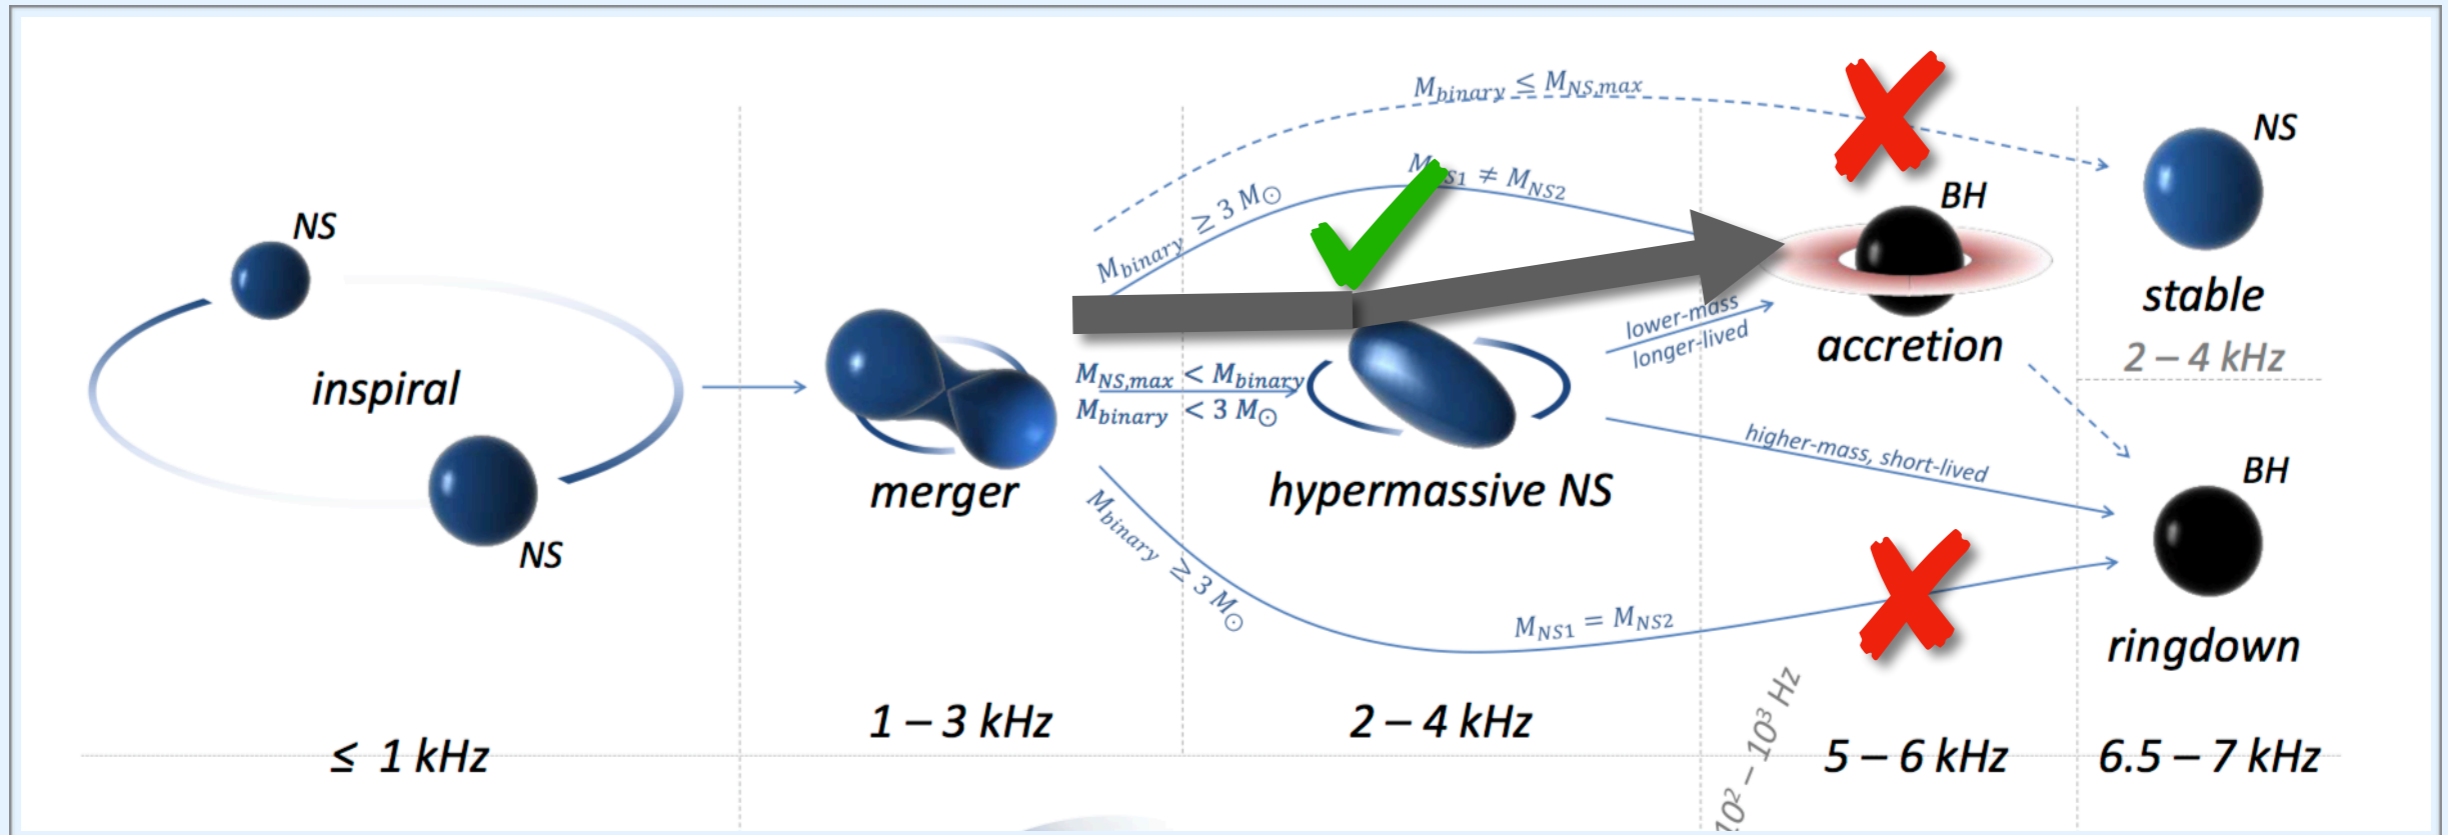 NS
inspiral
NS
≤ 1 kHz
merger
1 – 3 kHz
M_binary ≤ M_NS,max
M_binary ≥ 3 M⊙
≠ M_NS2
M_NS,max < M_binary
M_binary < 3 M⊙
M_binary ≥ 3 M⊙
M_NS1 = M_NS2
hypermassive NS
2 – 4 kHz
lower-mass
longer-lived
higher-mass, short-lived
BH
accretion
10² – 10³ Hz
5 – 6 kHz
NS
stable
2 – 4 kHz
BH
ringdown
6.5 – 7 kHz